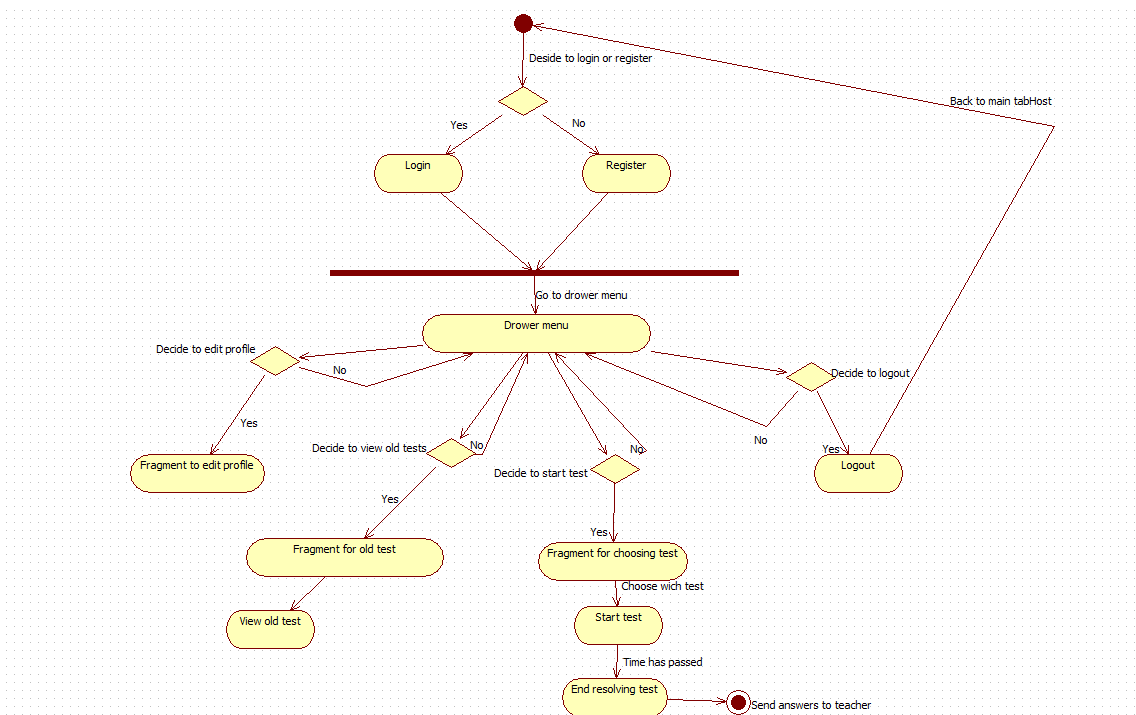 Deside to login or register
Back to main tabHost
Yes
No
Login
Register
Go to drower menu
Drower menu
Decide to edit profile
No
Decide to logout
Yes
No
Decide to view old tests
No
No
Yes
Fragment to edit profile
Decide to start test
Logout
Yes
Yes
Fragment for old test
Fragment for choosing test
Choose wich test
View old test
Start test
Time has passed
End resolving test
Send answers to teacher